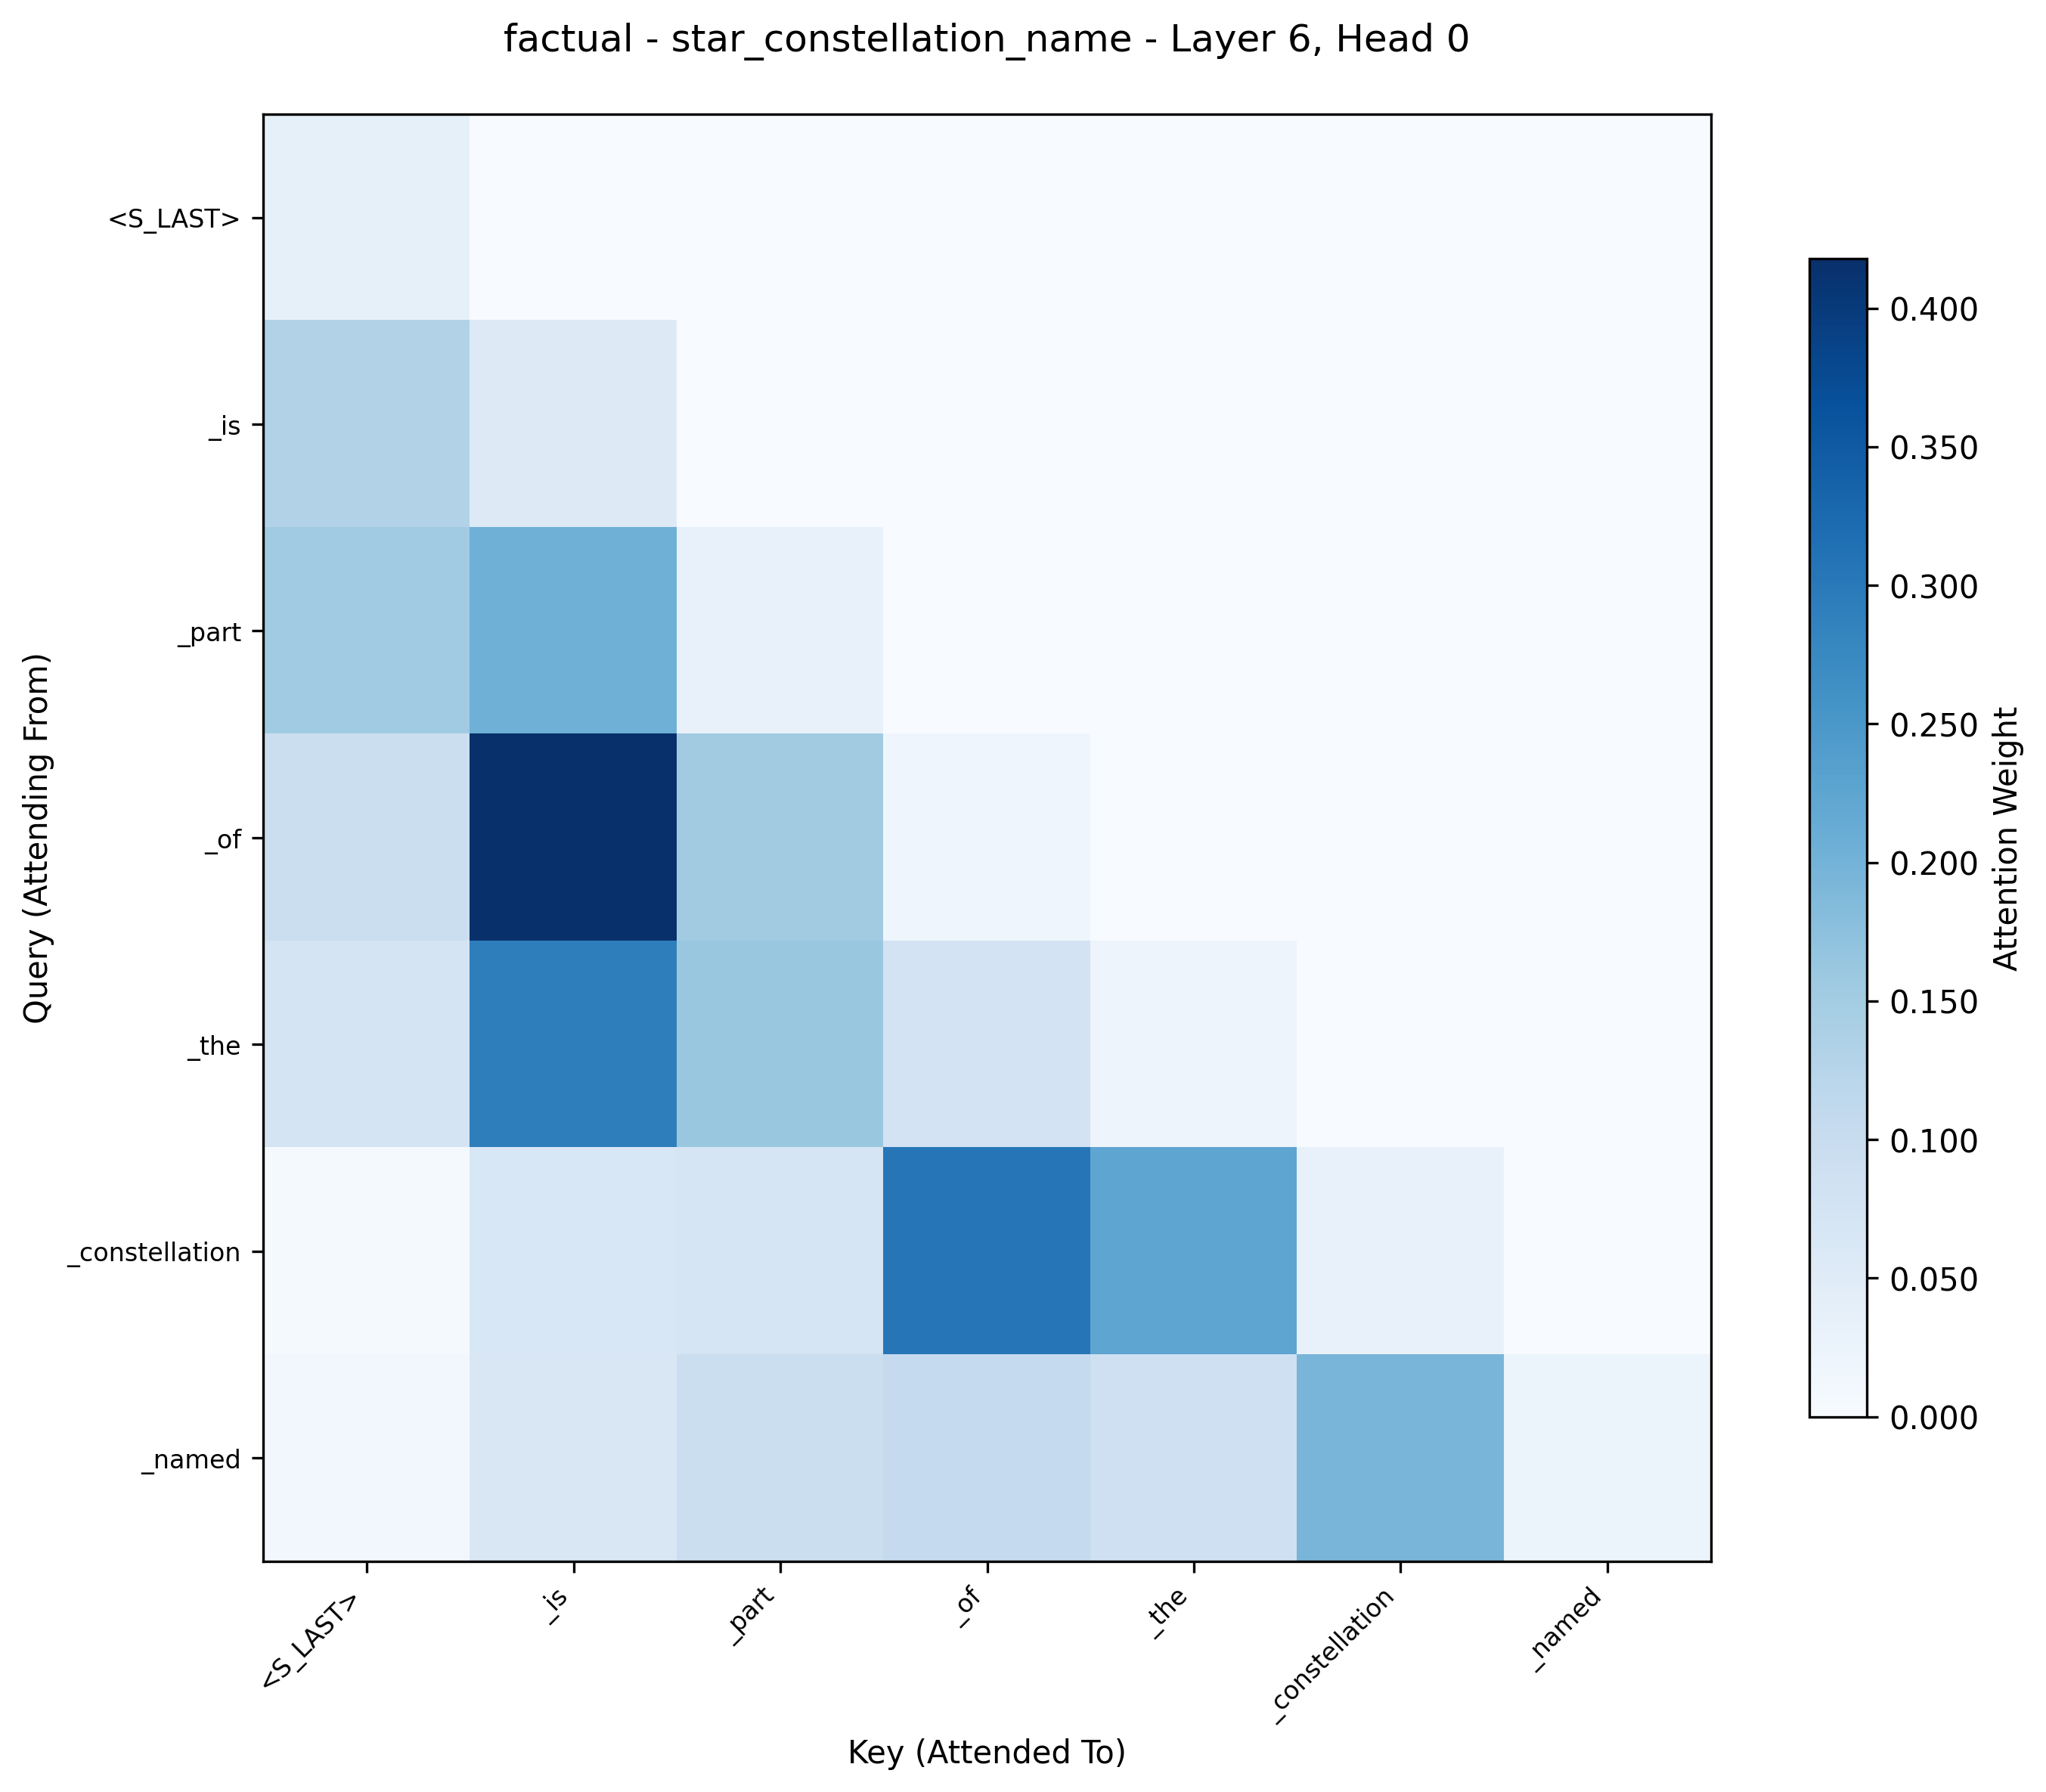 factual - star_constellation_name - Layer 6, Head 0
Query (Attending From)
<S_LAST>
_is
_part
_of
_the
_constellation
_named
<S_LAST>
_is
_part
_of
_the
_constellation
_named
Key (Attended To)
0.400
0.350
0.300
0.250
0.200
0.150
0.100
0.050
0.000
Attention Weight